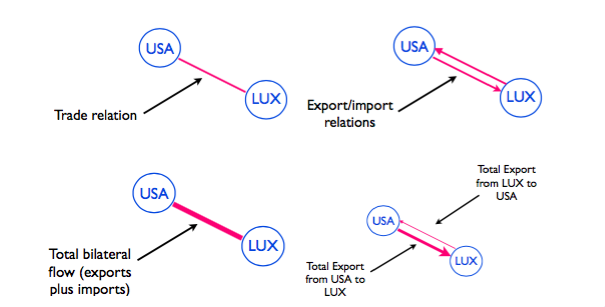 USA
LUX
Trade relation
USA
LUX
Export/import
relations
USA
LUX
Total bilateral
flow (exports
plus imports)
Total Export
from LUX to
USA
USA
LUX
Total Export
from USA to
LUX